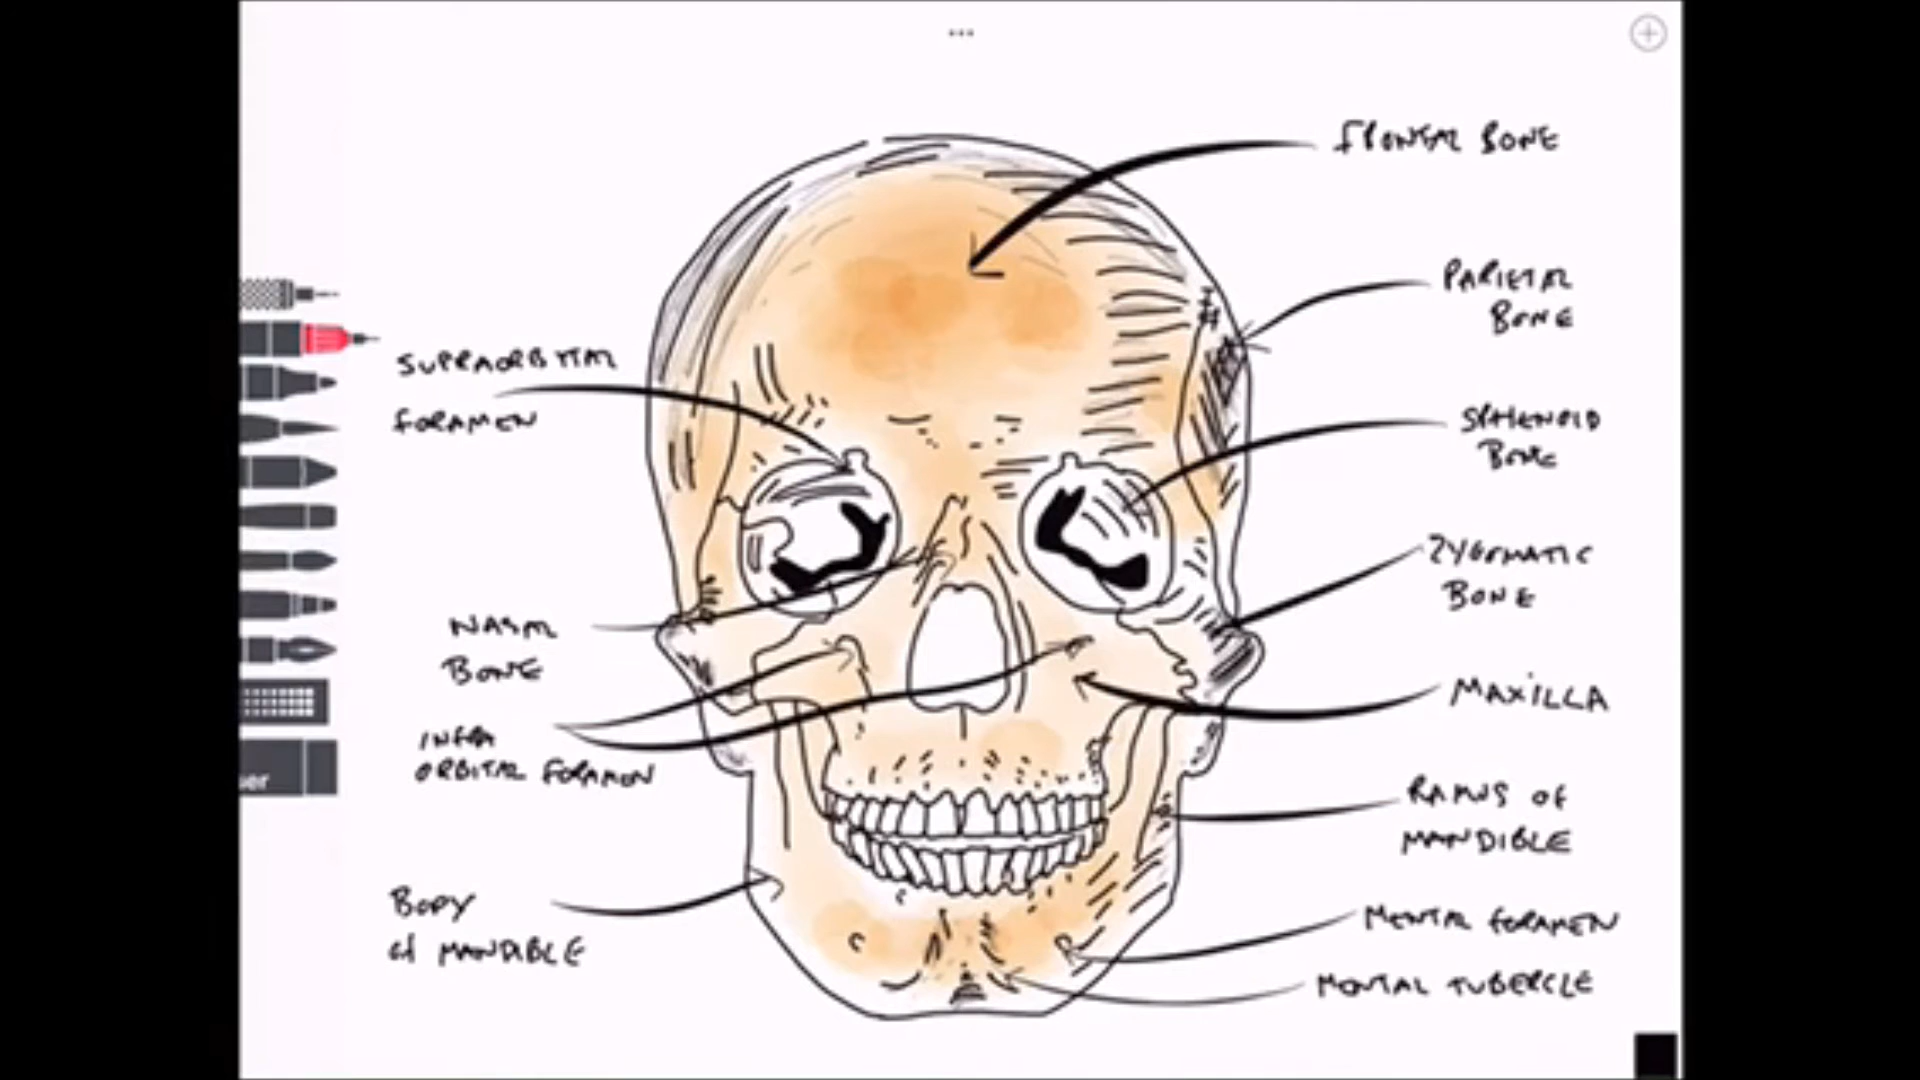 FRONTAL BONE
PARIETAL
BONE
SUPRAORBITAL
FORAMEN
SPHENOID
BONE
ZYGOMATIC
BONE
NASAL
BONE
MAXILLA
INFRA
ORBITAL FORAMEN
RAMUS OF
MANDIBLE
BODY
of MANDIBLE
MENTAL FORAMEN
MENTAL TUBERCLE
er